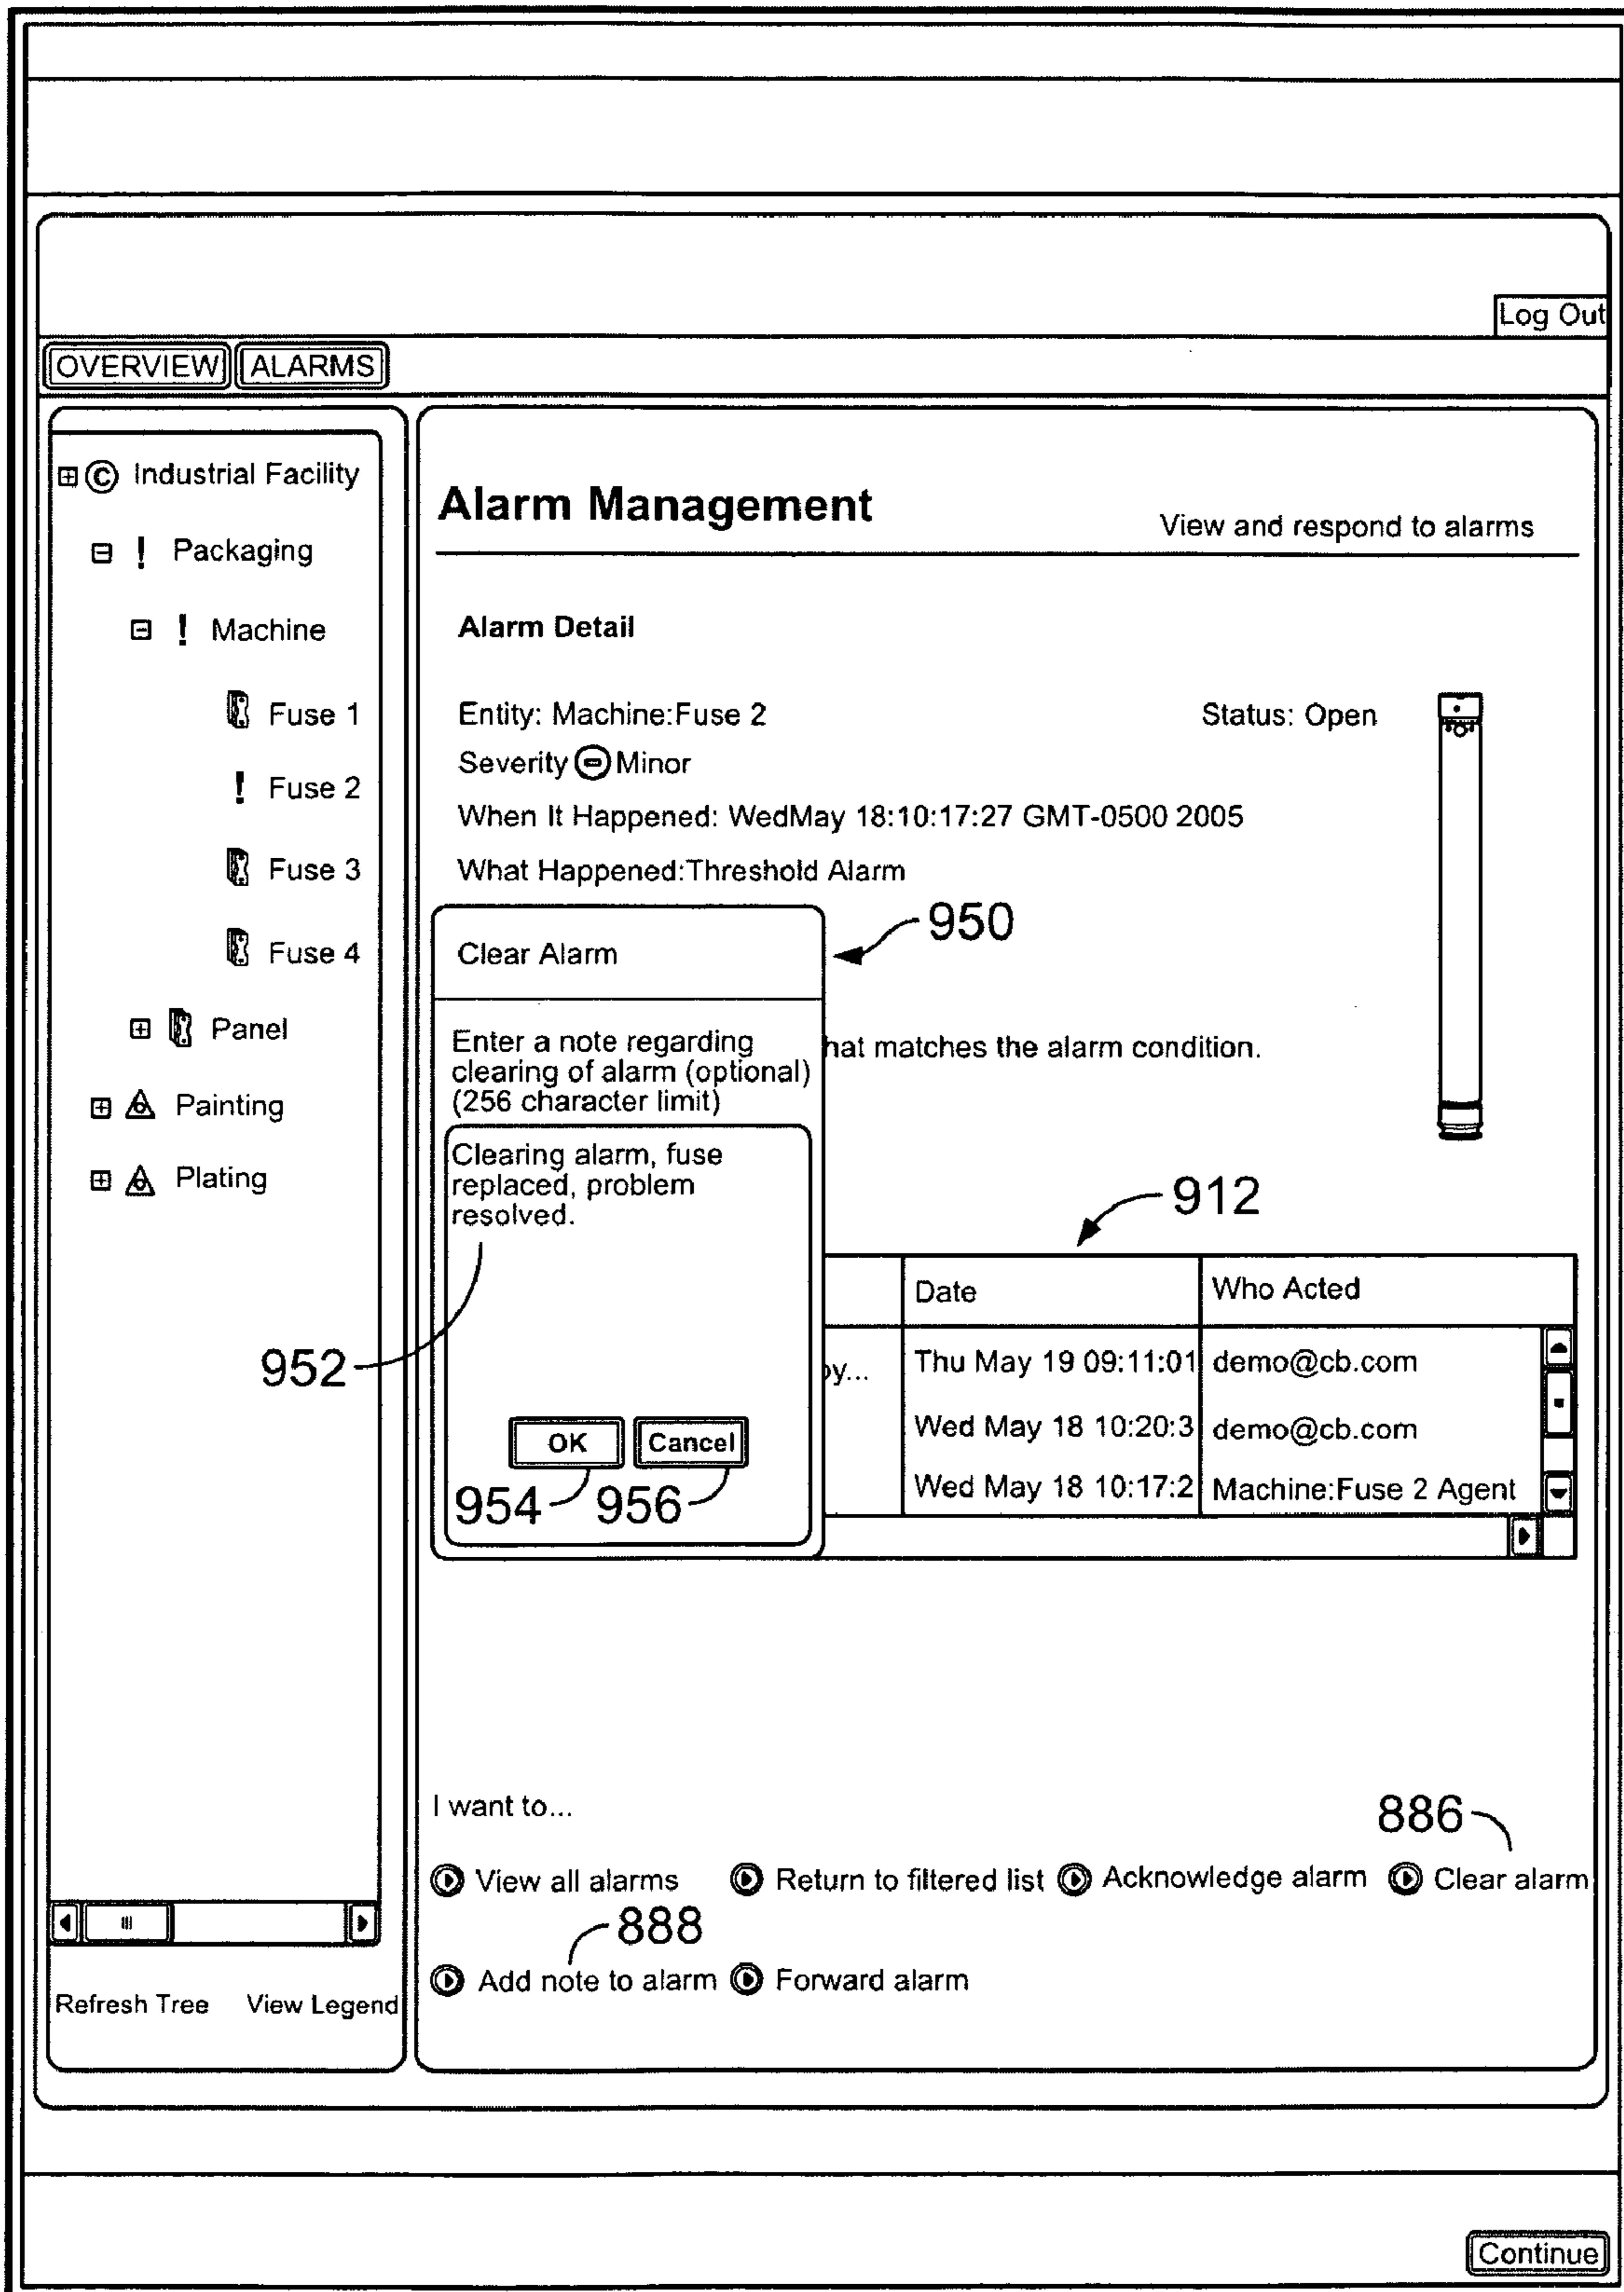 Log Out
OVERVIEW ALARMS
Industrial Facility
! Packaging
! Machine
Fuse 1
! Fuse 2
Fuse 3
Fuse 4
Panel
Painting
Plating
952
Refresh Tree View Legend
Alarm Management
View and respond to alarms
Alarm Detail
Entity: Machine:Fuse 2
Status: Open
Severity Minor
When It Happened: WedMay 18:10:17:27 GMT-0500 2005
What Happened:Threshold Alarm
950
Clear Alarm
Enter a note regarding
clearing of alarm (optional)
(256 character limit)
hat matches the alarm condition.
Clearing alarm, fuse
replaced, problem
resolved.
OK Cancel
954 956
912
Date Who Acted
y... Thu May 19 09:11:01 demo@cb.com
Wed May 18 10:20:3 demo@cb.com
Wed May 18 10:17:2 Machine:Fuse 2 Agent
I want to...
886
View all alarms Return to filtered list Acknowledge alarm Clear alarm
888
Add note to alarm Forward alarm
Continue